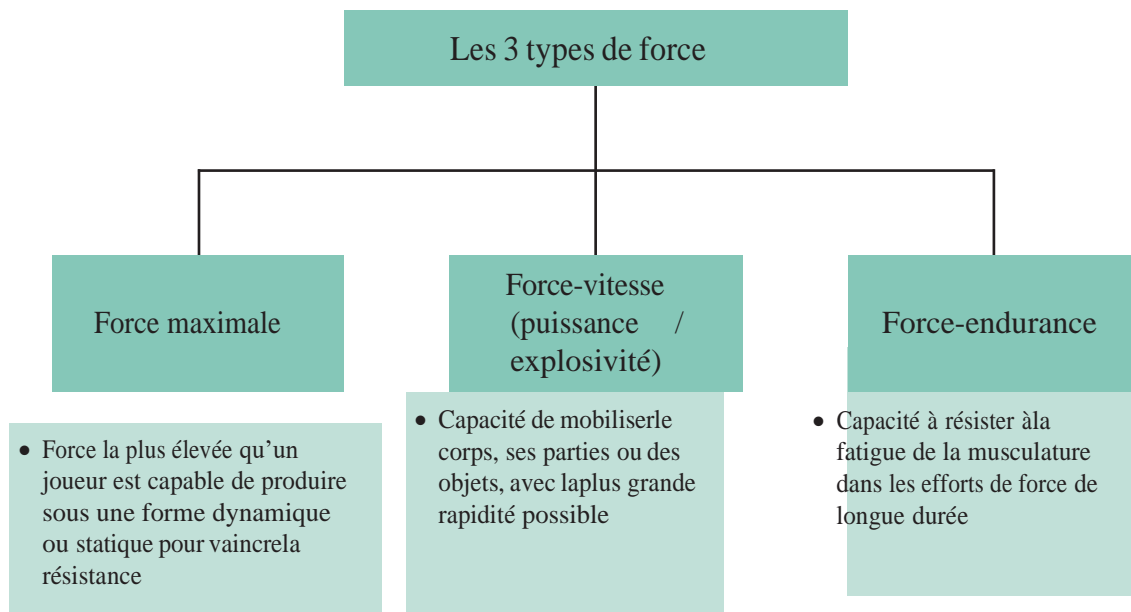 Les 3 types de force
Force maximale
Force-vitesse
(puissance /
explosivité)
Force-endurance
• Force la plus élevée qu’un
joueur est capable de produire
sous une forme dynamique
ou statique pour vaincrela
résistance
• Capacité de mobiliserle
corps, ses parties ou des
objets, avec laplus grande
rapidité possible
• Capacité à résister àla
fatigue de la musculature
dans les efforts de force de
longue durée